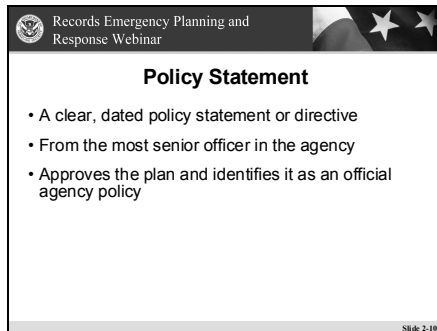 Records Emergency Planning and
Response Webinar
Policy Statement
• A clear, dated policy statement or directive
• From the most senior officer in the agency
• Approves the plan and identifies it as an official
agency policy
Slide 2-10